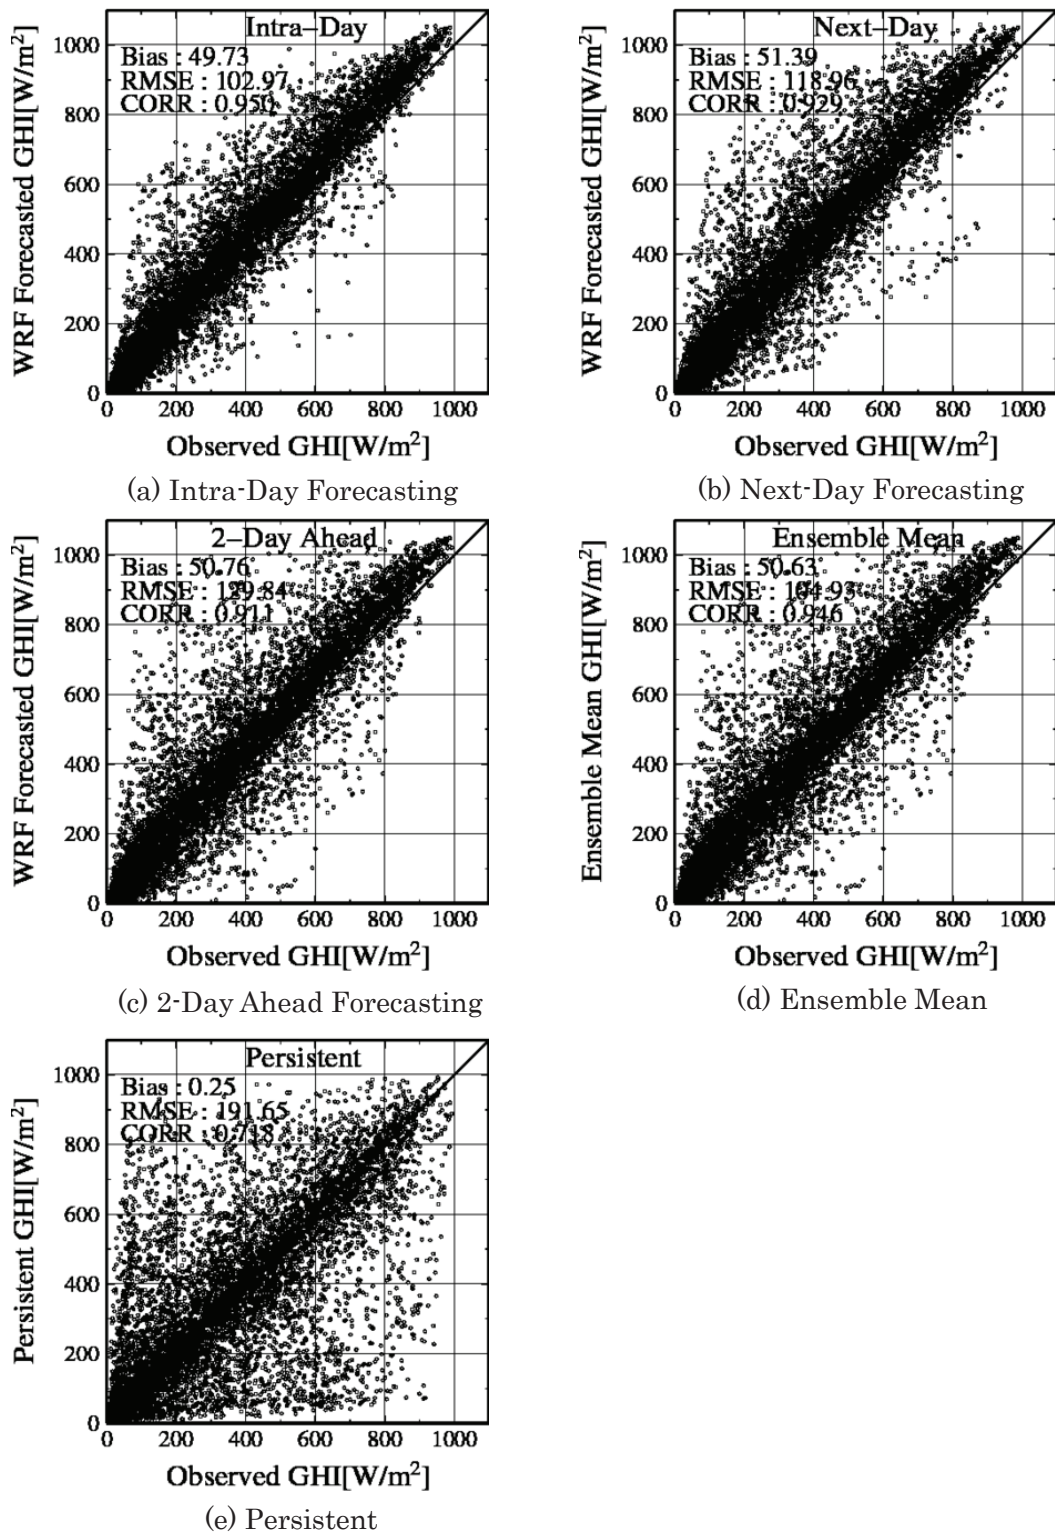 Intra−Day
Bias : 49.73
RMSE : 102.97
CORR : 0.950
1000
800
600
400
200
0
WRF Forecasted GHI[W/m²]
0 200 400 600 800 1000
Observed GHI[W/m²]
(a) Intra-Day Forecasting
Next−Day
Bias : 51.39
RMSE : 118.96
CORR : 0.929
1000
800
600
400
200
0
WRF Forecasted GHI[W/m²]
0 200 400 600 800 1000
Observed GHI[W/m²]
(b) Next-Day Forecasting
2−Day Ahead
Bias : 50.76
RMSE : 129.84
CORR : 0.911
1000
800
600
400
200
0
WRF Forecasted GHI[W/m²]
0 200 400 600 800 1000
Observed GHI[W/m²]
(c) 2-Day Ahead Forecasting
Ensemble Mean
Bias : 50.63
RMSE : 104.93
CORR : 0.946
1000
800
600
400
200
0
Ensemble Mean GHI[W/m²]
0 200 400 600 800 1000
Observed GHI[W/m²]
(d) Ensemble Mean
Persistent
Bias : 0.25
RMSE : 191.65
CORR : 0.718
1000
800
600
400
200
0
Persistent GHI[W/m²]
0 200 400 600 800 1000
Observed GHI[W/m²]
(e) Persistent